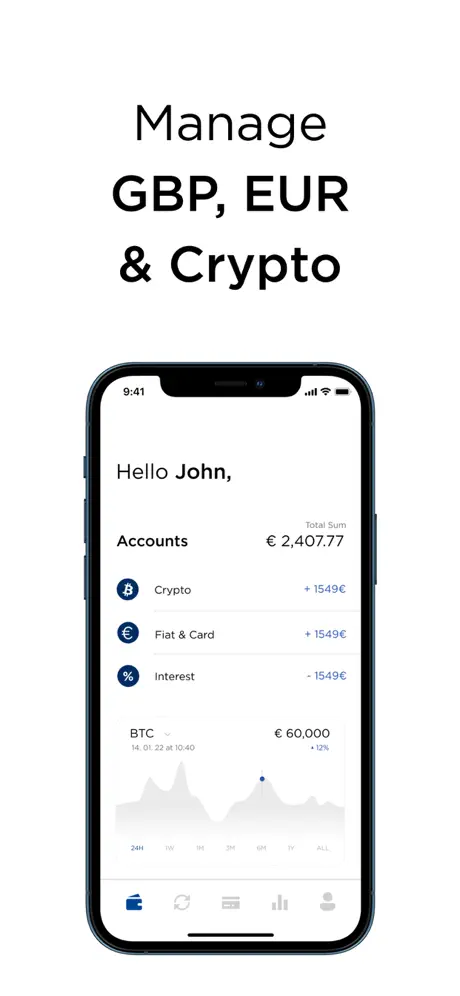 Manage
GBP, EUR
& Crypto
9:41
Hello John,
Total Sum
Accounts € 2,407.77
Crypto + 1549€
€ Fiat & Card + 1549€
% Interest - 1549€
BTC € 60,000
14. 01. 22 at 10:40 12%
24H 1W 1M 3M 6M 1Y ALL